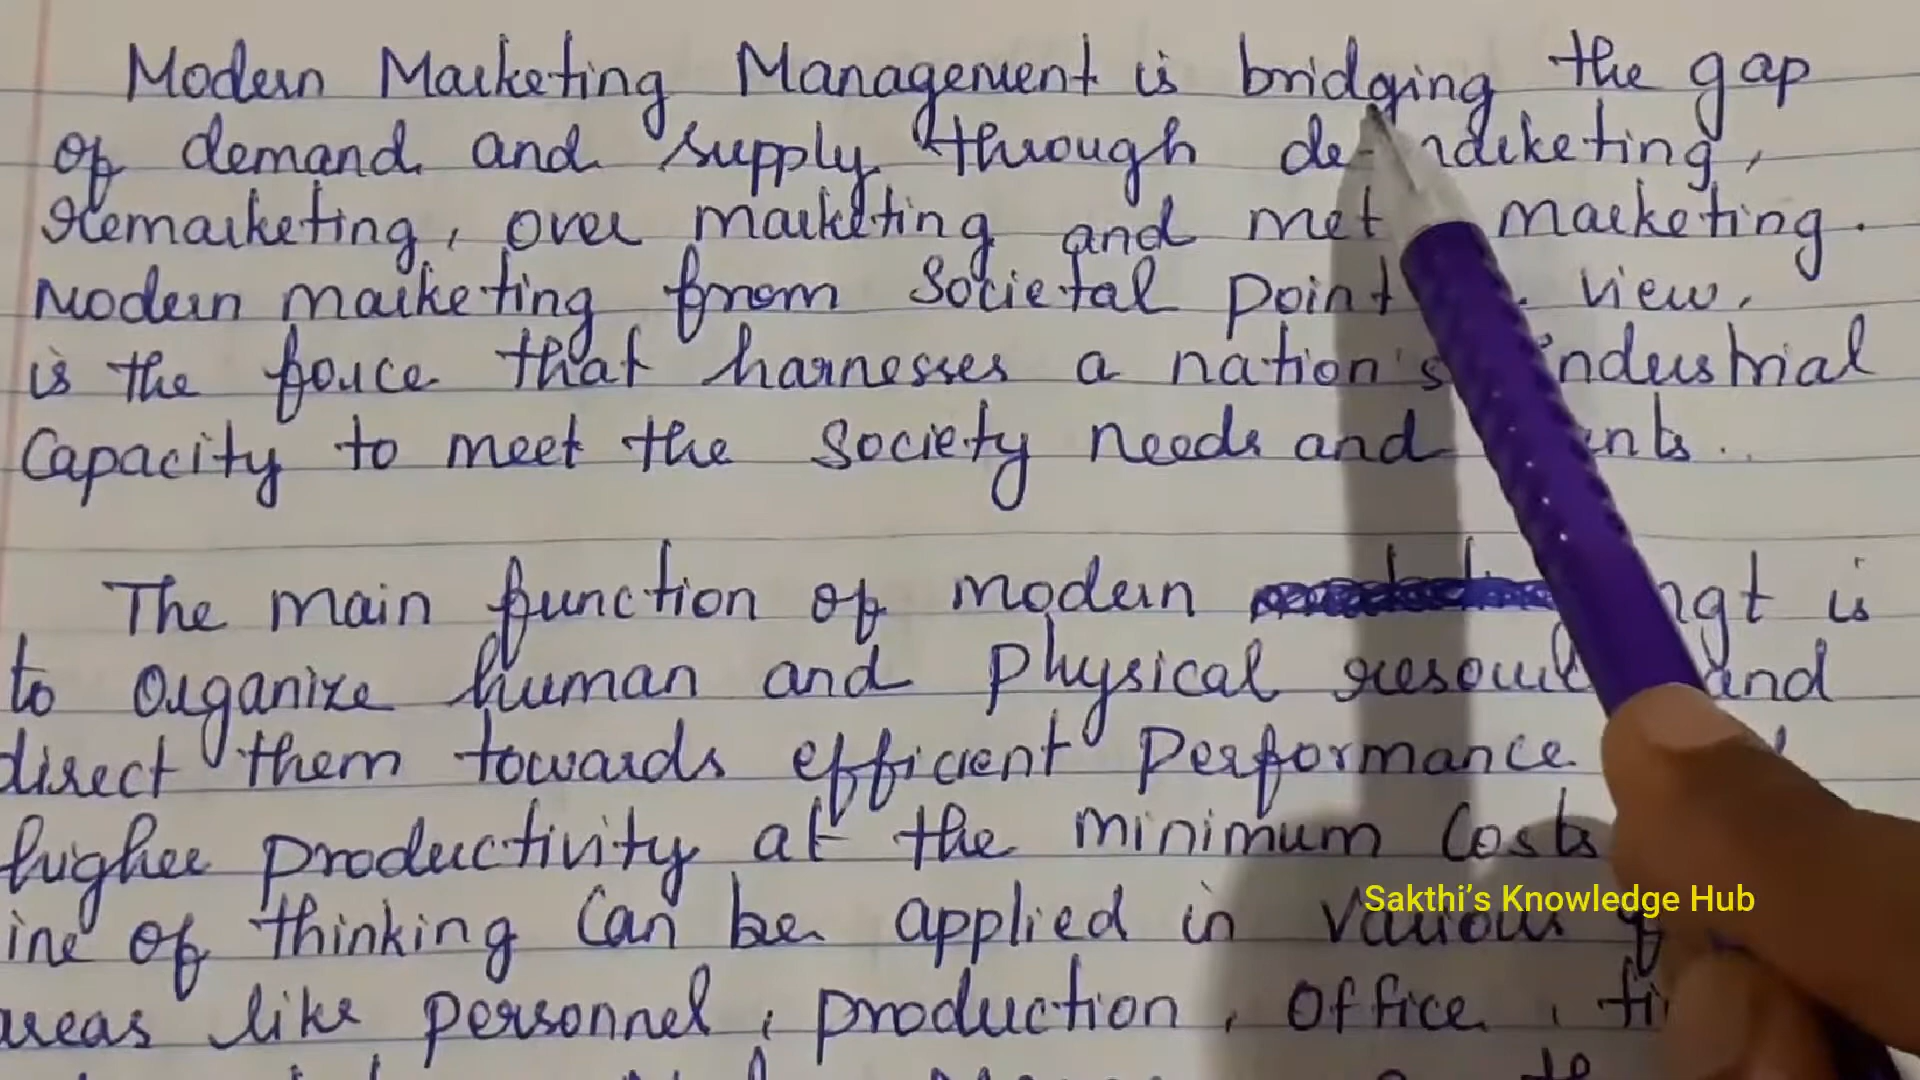 Modern Marketing Management is bridging the gap
of demand and supply through de-marketing,
Remarketing, over marketing and met marketing.
Modern marketing from Societal point view,
is the force that harnesses a nation's industrial
Capacity to meet the society needs and
The main function of modern mgt is
to organize human and physical and
direct them towards efficient performance
higher productivity at the minimum costs
line of thinking can be applied in various
areas like personnel, production, office,
Sakthi's Knowledge Hub